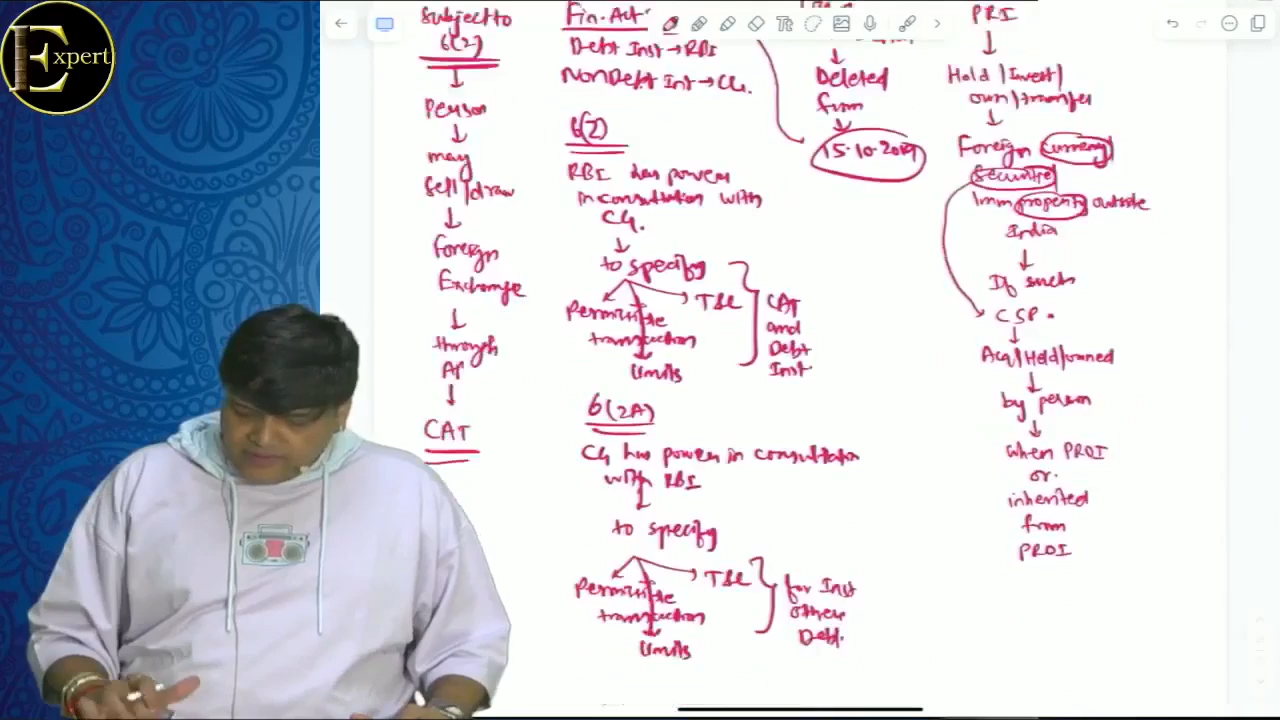 Expert
Subject to
6(2)
Person
may
Sell/draw
Foreign
Exchange
through
AP
CAT
Fin. Act.
Debt Inst → RBI
Non Debt Int → CG.
6(2)
RBI has power
in consultation with
CG.
to specify
Permissible
transaction
Limits
T&C
CAT
and
Debt
Inst
6(2A)
CG has power in consultation
with RBI
to specify
Permissible
transaction
Limits
T&C
for Inst
other
Debt.
Deleted
from
15.10.2019
PRI
Hold/Invest/
own/transfer
Foreign Currency
Securities
Imm property outside
India
If such
CSP.
Acq/Held/owned
by person
when PROI
or
inherited
from
PROI